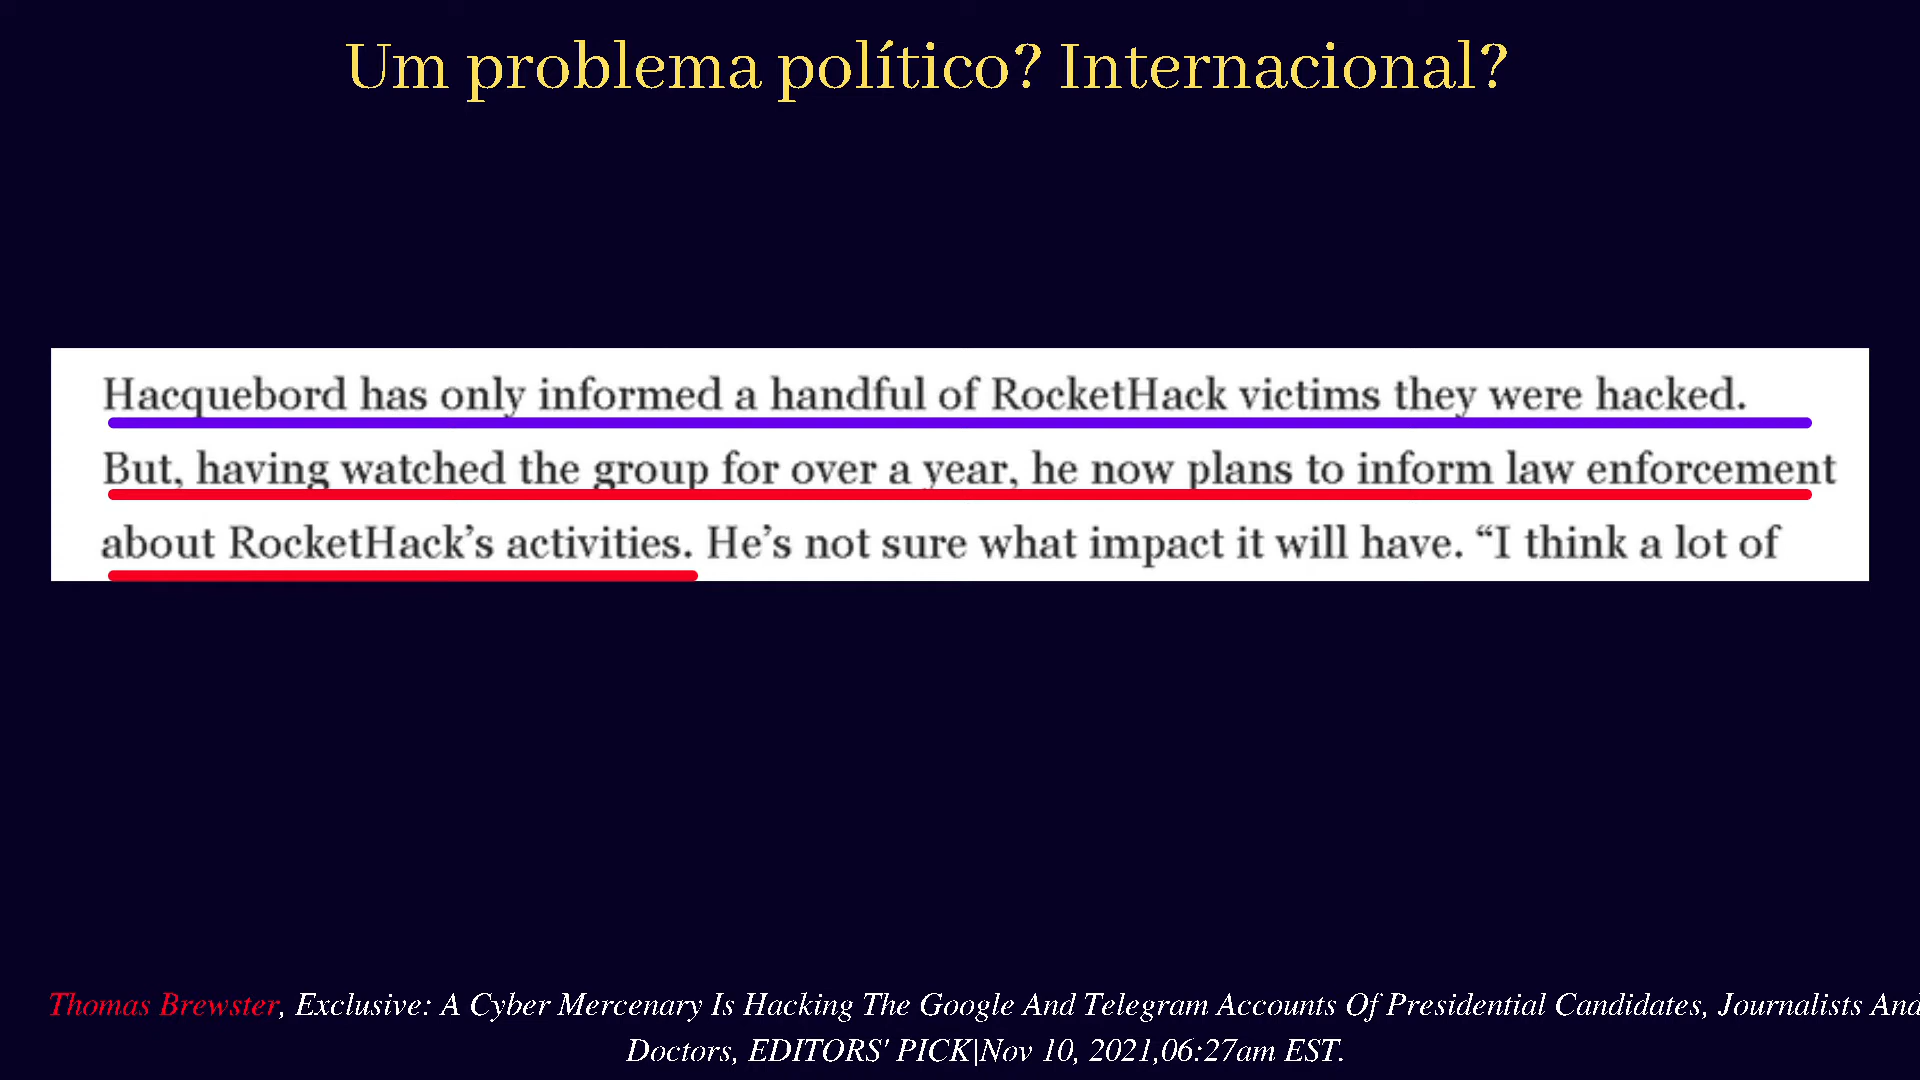 Um problema político? Internacional?
Hacquebord has only informed a handful of RocketHack victims they were hacked.
But, having watched the group for over a year, he now plans to inform law enforcement
about RocketHack’s activities. He’s not sure what impact it will have. “I think a lot of
Thomas Brewster, Exclusive: A Cyber Mercenary Is Hacking The Google And Telegram Accounts Of Presidential Candidates, Journalists And
Doctors, EDITORS' PICK|Nov 10, 2021,06:27am EST.